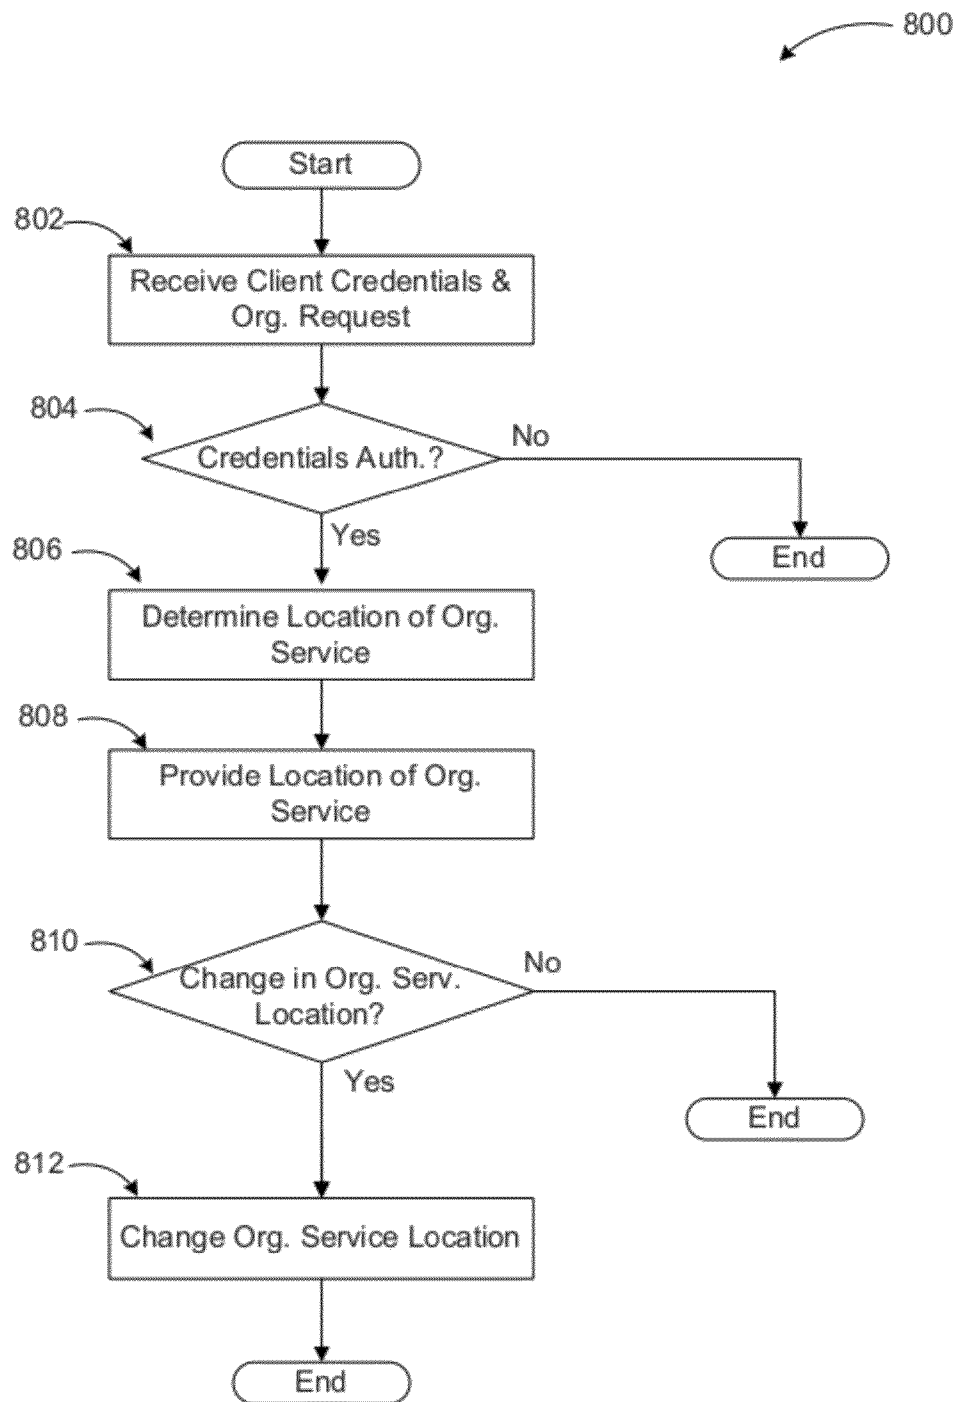 800
Start
802
Receive Client Credentials &
Org. Request
804
Credentials Auth.?
No
Yes
End
806
Determine Location of Org.
Service
808
Provide Location of Org.
Service
810
Change in Org. Serv.
Location?
No
Yes
End
812
Change Org. Service Location
End